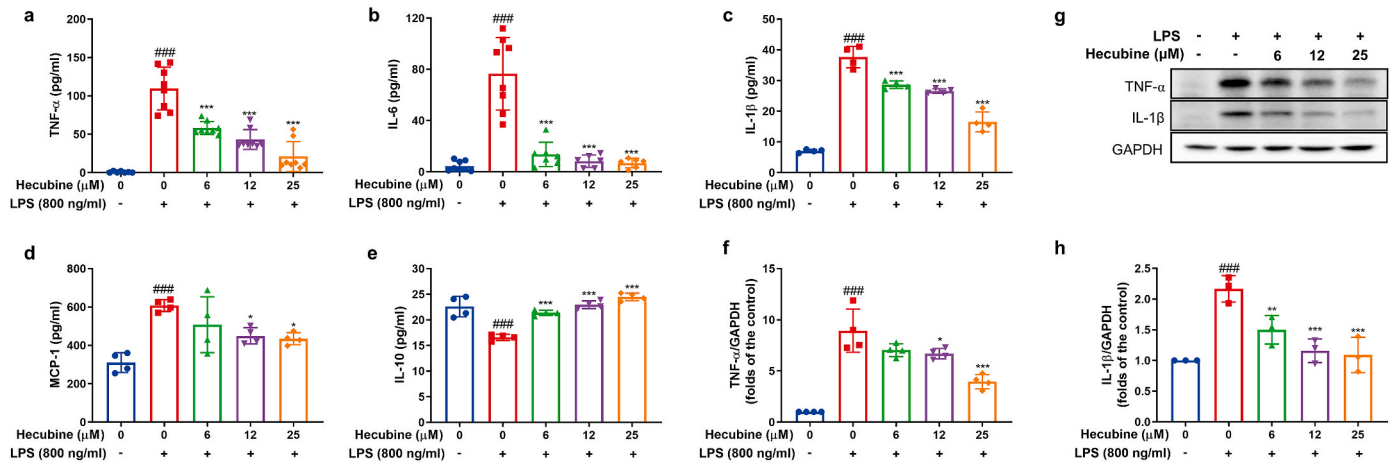 a
TNF-α (pg/ml)
200
150
100
50
0
###
***
***
***
Hecubine (μM) 0 0 6 12 25
LPS (800 ng/ml) - + + + +
b
IL-6 (pg/ml)
120
90
60
30
0
###
***
***
***
Hecubine (μM) 0 0 6 12 25
LPS (800 ng/ml) - + + + +
c
IL-1β (pg/ml)
50
40
30
20
10
0
###
***
***
***
Hecubine (μM) 0 0 6 12 25
LPS (800 ng/ml) - + + + +
g
LPS - + + + +
Hecubine (μM) - - 6 12 25
TNF-α
IL-1β
GAPDH
d
MCP-1 (pg/ml)
800
600
400
200
0
###
*
*
Hecubine (μM) 0 0 6 12 25
LPS (800 ng/ml) - + + + +
e
IL-10 (pg/ml)
30
25
20
15
10
5
0
###
***
***
***
Hecubine (μM) 0 0 6 12 25
LPS (800 ng/ml) - + + + +
f
TNF-α/GAPDH
(folds of the control)
15
10
5
0
###
*
***
Hecubine (μM) 0 0 6 12 25
LPS (800 ng/ml) - + + + +
h
IL-1β/GAPDH
(folds of the control)
2.5
2.0
1.5
1.0
0.5
0.0
###
**
***
***
Hecubine (μM) 0 0 6 12 25
LPS (800 ng/ml) - + + + +